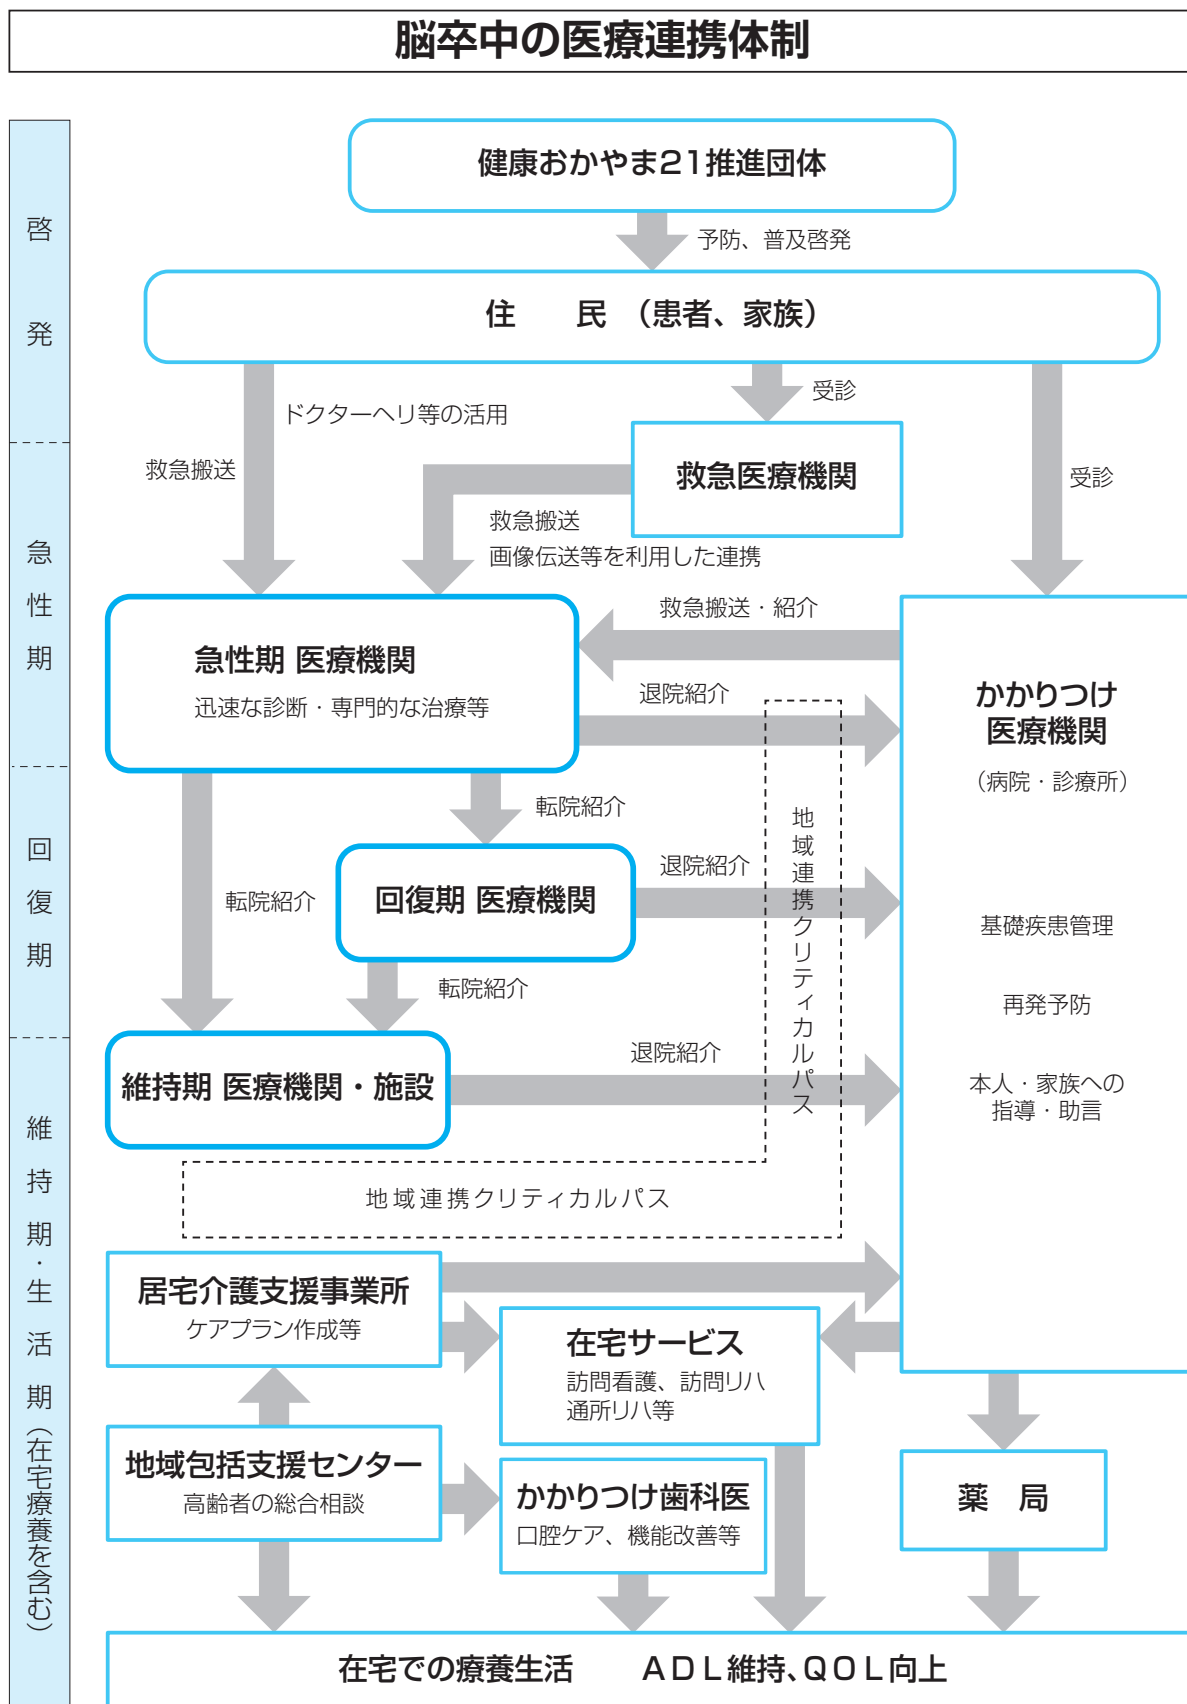 脳卒中の医療連携体制
啓発
急性期
回復期
維持期・生活期（在宅療養を含む）
健康おかやま21推進団体
予防、普及啓発
住　民　（患者、家族）
ドクターヘリ等の活用
救急搬送
受診
救急医療機関
受診
救急搬送
画像伝送等を利用した連携
救急搬送・紹介
急性期 医療機関
迅速な診断・専門的な治療等
退院紹介
かかりつけ
医療機関
（病院・診療所）
基礎疾患管理
再発予防
本人・家族への
指導・助言
転院紹介
転院紹介
回復期 医療機関
退院紹介
地域連携クリティカルパス
転院紹介
維持期 医療機関・施設
退院紹介
地域連携クリティカルパス
居宅介護支援事業所
ケアプラン作成等
在宅サービス
訪問看護、訪問リハ
通所リハ等
地域包括支援センター
高齢者の総合相談
かかりつけ歯科医
口腔ケア、機能改善等
薬　局
在宅での療養生活　　ＡＤＬ維持、ＱＯＬ向上